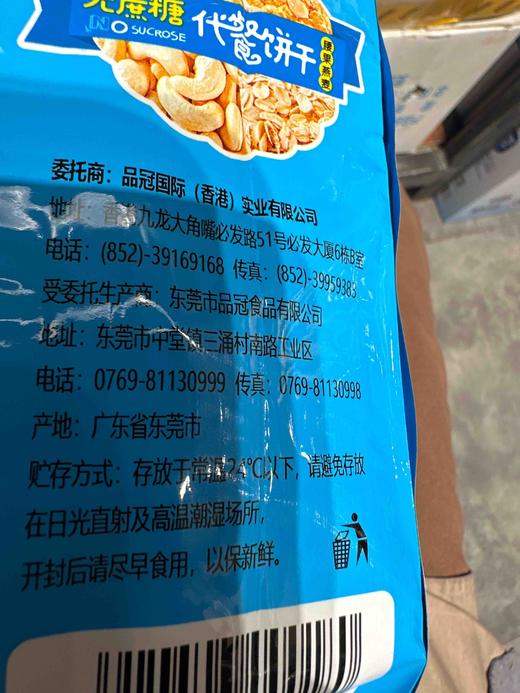 无蔗糖
NO SUCROSE
代餐饼干
腰果燕麦
委托商：品冠国际（香港）实业有限公司
地址：香港九龙大角嘴必发路51号必发大厦6栋B室
电话：(852)-39169168 传真：(852)-39959383
受委托生产商：东莞市品冠食品有限公司
地址：东莞市中堂镇三涌村南路工业区
电话：0769-81130999 传真：0769-81130998
产地：广东省东莞市
贮存方式：存放于常温24℃以下，请避免存放
在日光直射及高温潮湿场所，
开封后请尽早食用，以保新鲜。